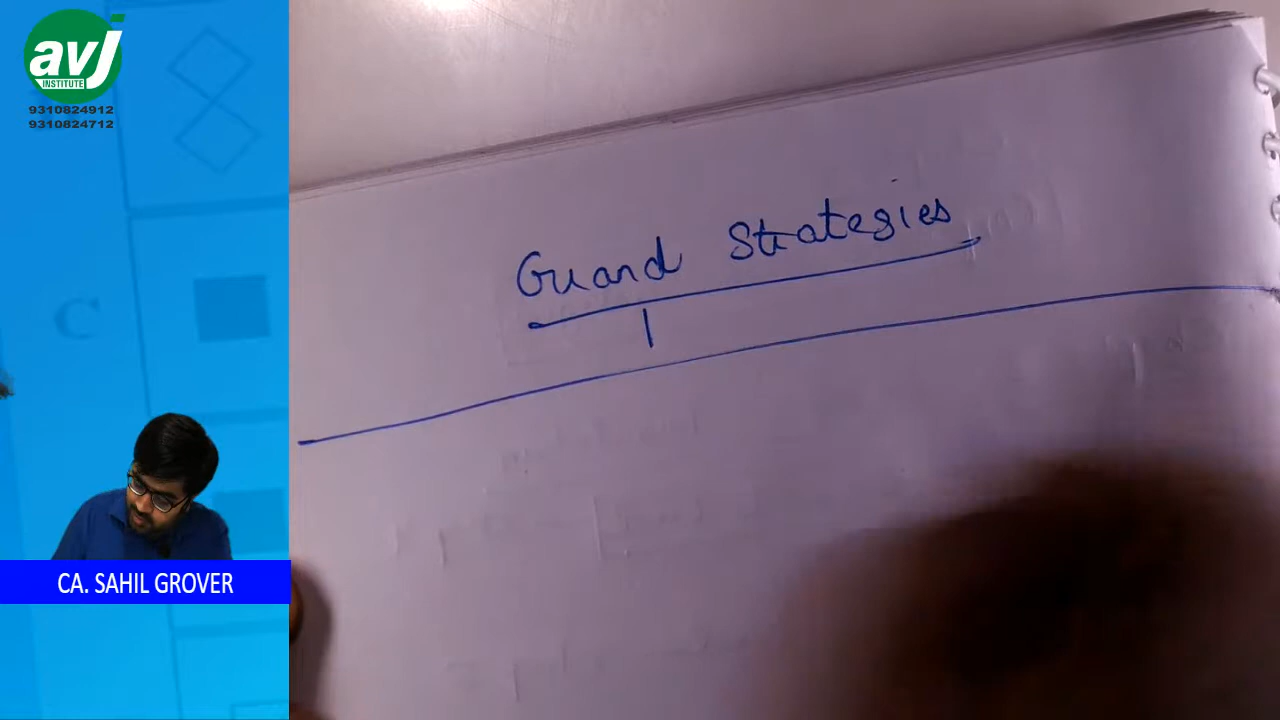 avj
INSTITUTE
9310824912
9310824712
Grand Strategies
C
CA. SAHIL GROVER